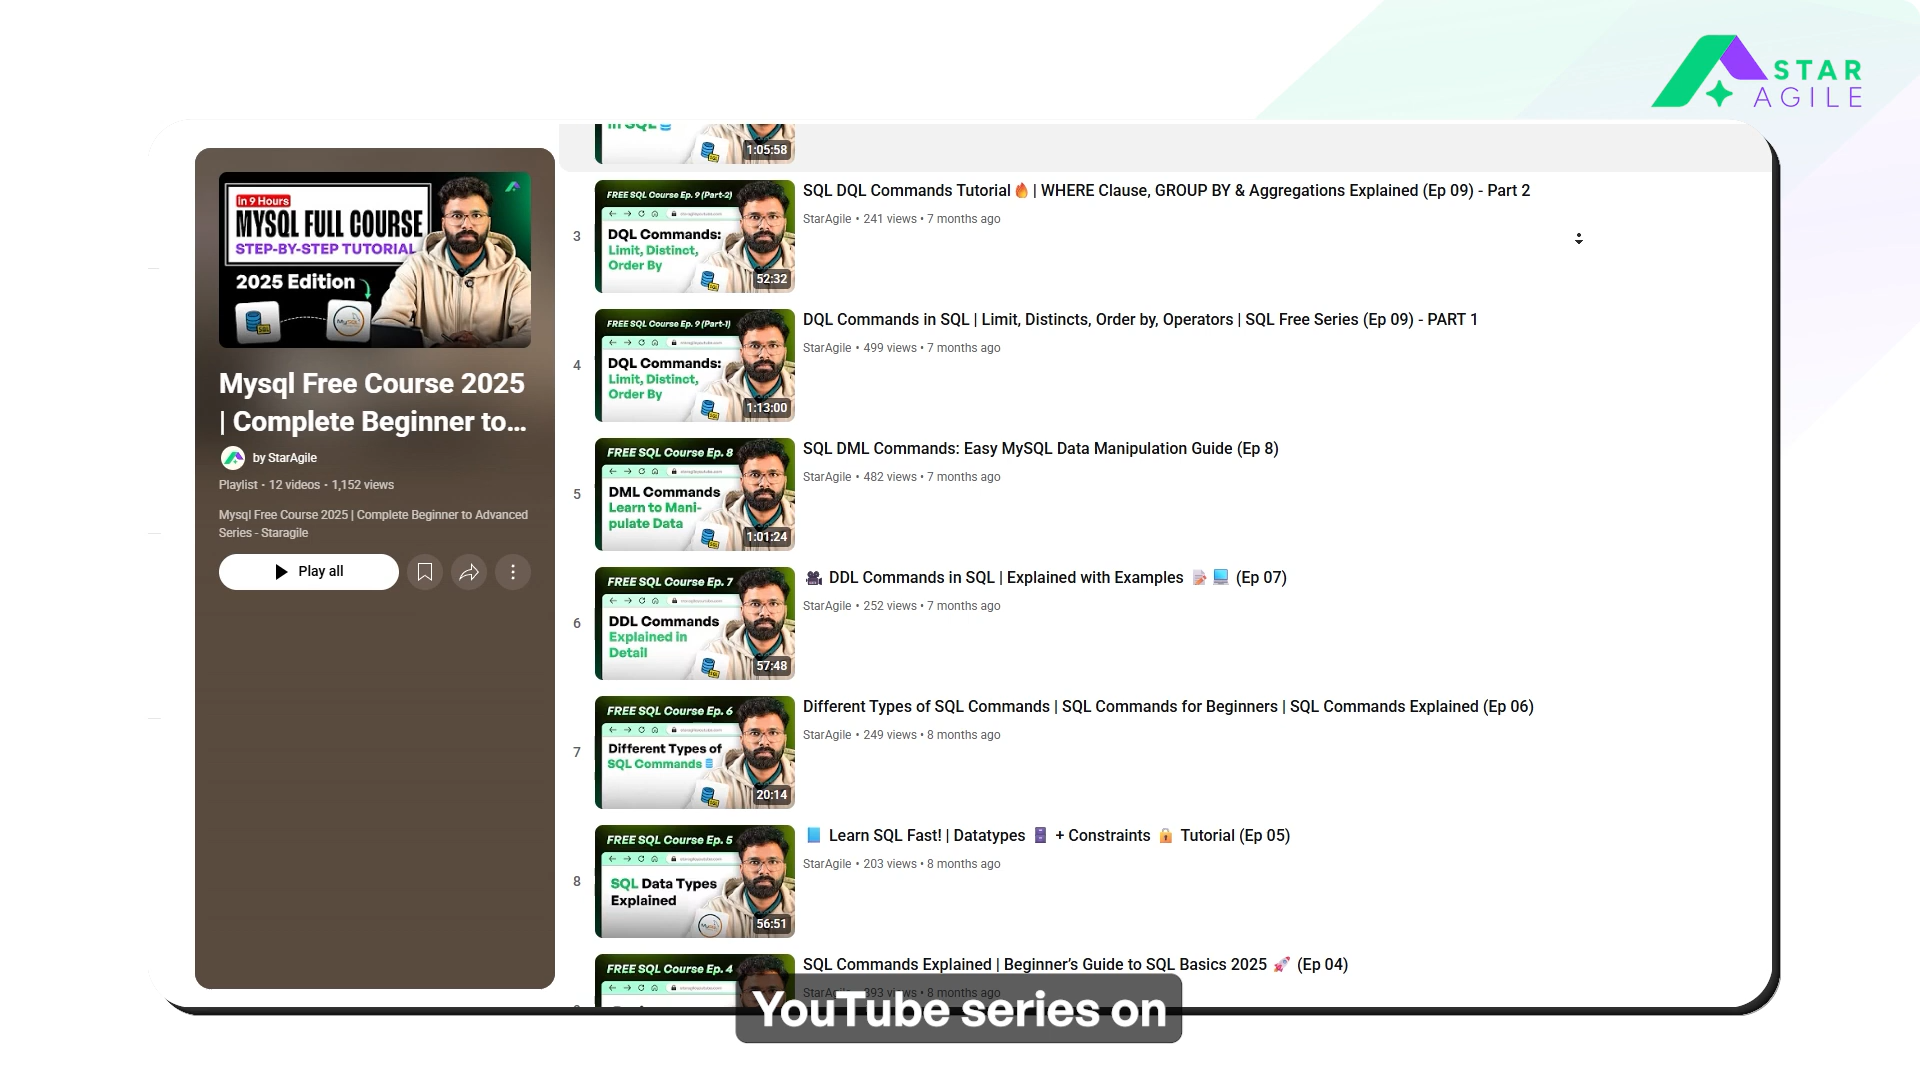 STAR
AGILE
in SQL
1:05:58
In 9 Hours
MYSQL FULL COURSE
STEP-BY-STEP TUTORIAL
2025 Edition
Mysql Free Course 2025
| Complete Beginner to...
by StarAgile
Playlist • 12 videos • 1,152 views
Mysql Free Course 2025 | Complete Beginner to Advanced
Series - Staragile
Play all
3
FREE SQL Course Ep. 9 (Part-2)
DQL Commands:
Limit, Distinct,
Order By
52:32
SQL DQL Commands Tutorial🔥 | WHERE Clause, GROUP BY & Aggregations Explained (Ep 09) - Part 2
StarAgile • 241 views • 7 months ago
4
FREE SQL Course Ep. 9 (Part-1)
DQL Commands:
Limit, Distinct,
Order By
1:13:00
DQL Commands in SQL | Limit, Distincts, Order by, Operators | SQL Free Series (Ep 09) - PART 1
StarAgile • 499 views • 7 months ago
5
FREE SQL Course Ep. 8
DML Commands
Learn to Mani-
pulate Data
1:01:24
SQL DML Commands: Easy MySQL Data Manipulation Guide (Ep 8)
StarAgile • 482 views • 7 months ago
6
FREE SQL Course Ep. 7
DDL Commands
Explained in
Detail
57:48
🎥 DDL Commands in SQL | Explained with Examples 📝 💻 (Ep 07)
StarAgile • 252 views • 7 months ago
7
FREE SQL Course Ep. 6
Different Types of
SQL Commands
20:14
Different Types of SQL Commands | SQL Commands for Beginners | SQL Commands Explained (Ep 06)
StarAgile • 249 views • 8 months ago
8
FREE SQL Course Ep. 5
SQL Data Types
Explained
56:51
📘 Learn SQL Fast! | Datatypes 🗄️ + Constraints 🔒 Tutorial (Ep 05)
StarAgile • 203 views • 8 months ago
FREE SQL Course Ep. 4
SQL Commands Explained | Beginner’s Guide to SQL Basics 2025 🚀 (Ep 04)
StarAgile • 393 views • 8 months ago
YouTube series on